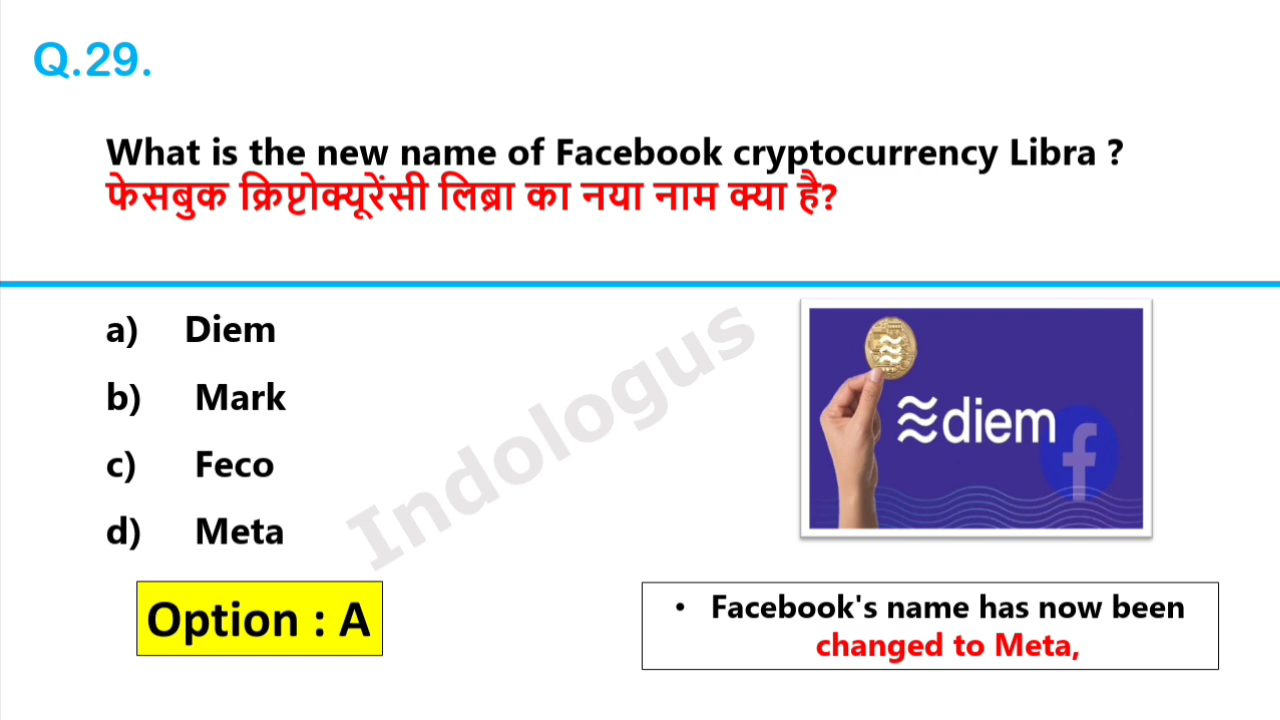 Q.29.
What is the new name of Facebook cryptocurrency Libra ?
फेसबुक क्रिप्टोक्यूरेंसी लिब्रा का नया नाम क्या है?
a) Diem
b) Mark
c) Feco
d) Meta
Indologus
diem
f
Option : A
• Facebook's name has now been
changed to Meta,